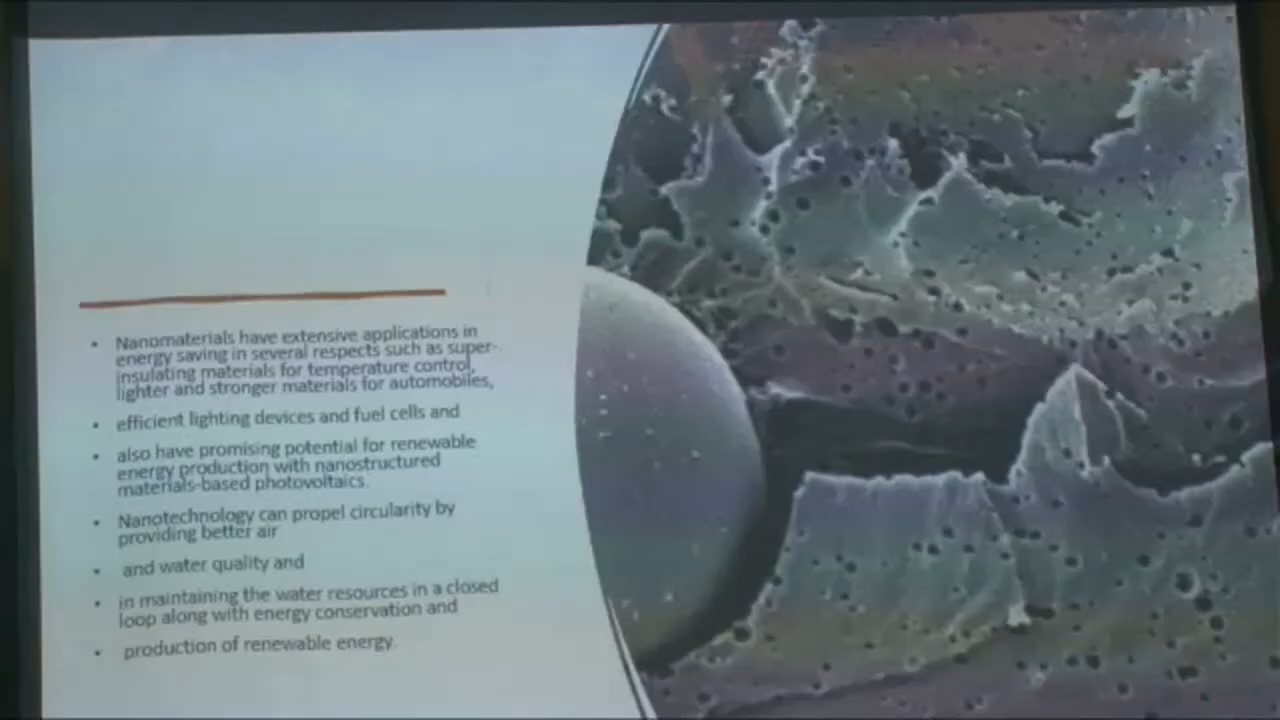 • Nanomaterials have extensive applications in
energy saving in several respects such as super-
insulating materials for temperature control,
lighter and stronger materials for automobiles,
• efficient lighting devices and fuel cells and
• also have promising potential for renewable
energy production with nanostructured
materials-based photovoltaics.
• Nanotechnology can propel circularity by
providing better air
• and water quality and
• in maintaining the water resources in a closed
loop along with energy conservation and
• production of renewable energy.